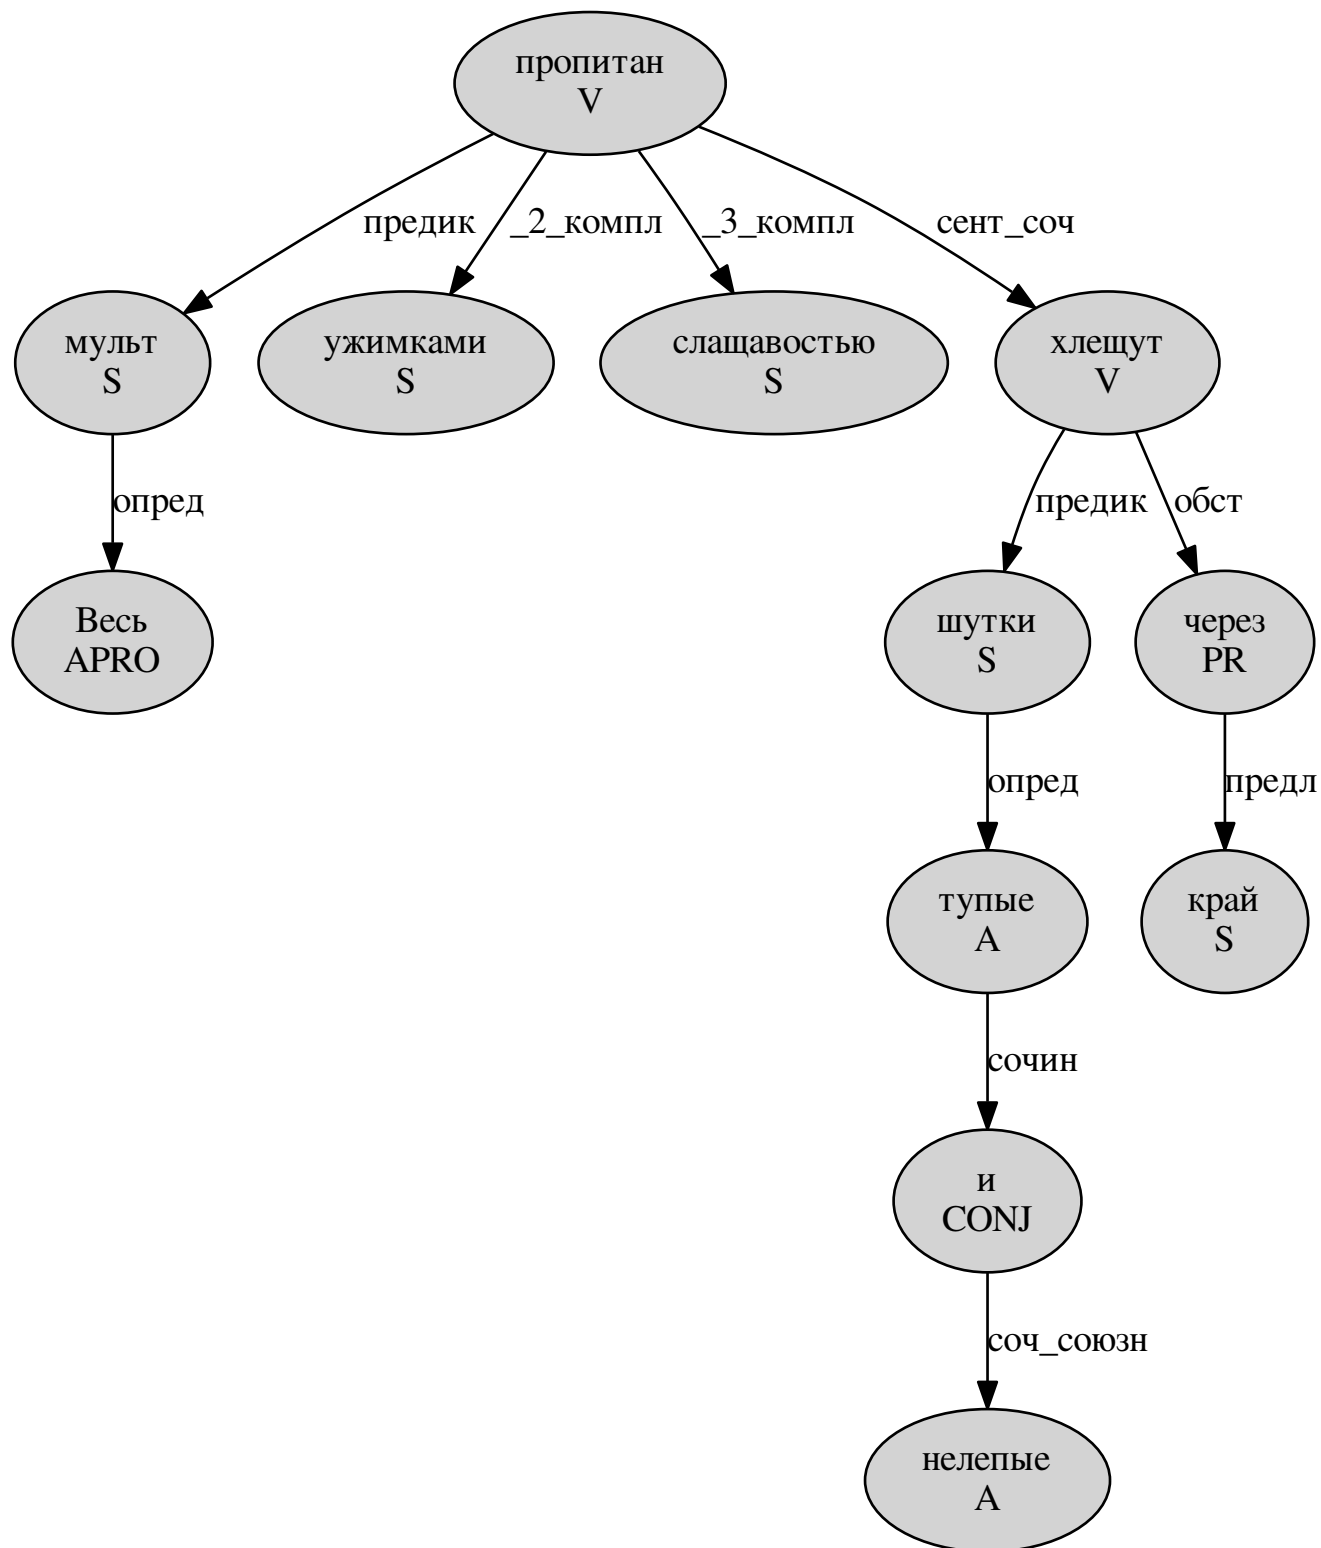 пропитан
V
предик
_2_компл
_3_компл
сент_соч
мульт
S
ужимками
S
слащавостью
S
хлещут
V
опред
предик
обст
Весь
APRO
шутки
S
через
PR
опред
предл
тупые
A
край
S
сочин
и
CONJ
соч_союзн
нелепые
A